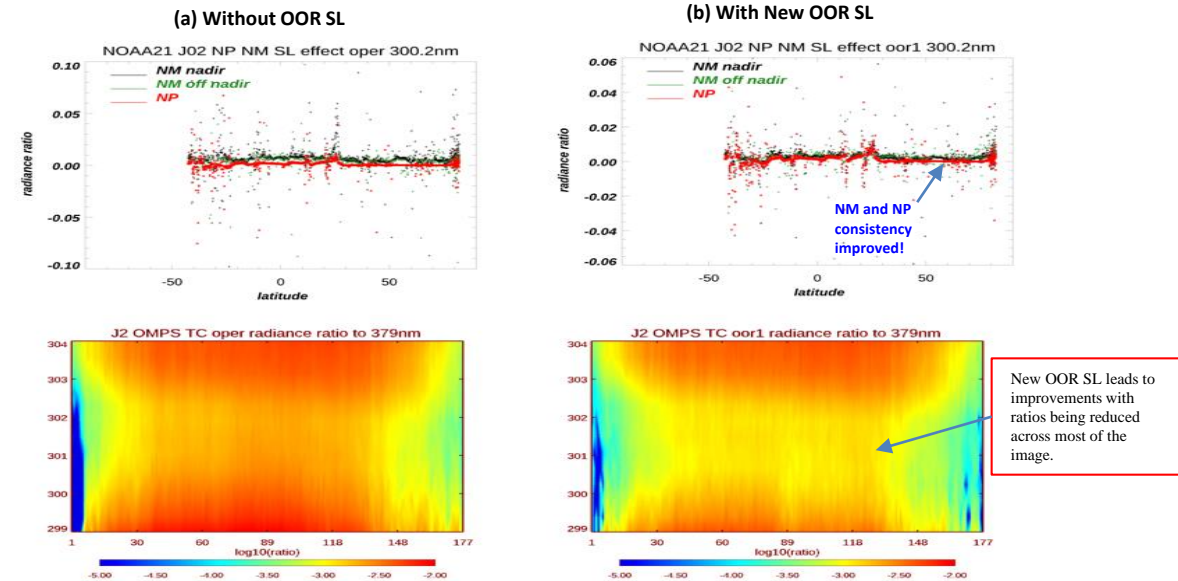 (a) Without OOR SL
(b) With New OOR SL
NOAA21 J02 NP NM SL effect oper 300.2nm
0.10
0.05
0.00
-0.05
-0.10
radiance ratio
NM nadir
NM off nadir
NP
-50
0
50
latitude
NOAA21 J02 NP NM SL effect oor1 300.2nm
0.06
0.04
0.02
0.00
-0.02
-0.04
-0.06
radiance ratio
NM nadir
NM off nadir
NP
NM and NP
consistency
improved!
-50
0
50
latitude
J2 OMPS TC oper radiance ratio to 379nm
304
303
302
301
300
299
1
30
59
89
118
148
177
log10(ratio)
-5.00
-4.50
-4.00
-3.50
-3.00
-2.50
-2.00
J2 OMPS TC oor1 radiance ratio to 379nm
304
303
302
301
300
299
1
30
59
89
118
148
177
log10(ratio)
-5.00
-4.50
-4.00
-3.50
-3.00
-2.50
-2.00
New OOR SL leads to
improvements with
ratios being reduced
across most of the
image.